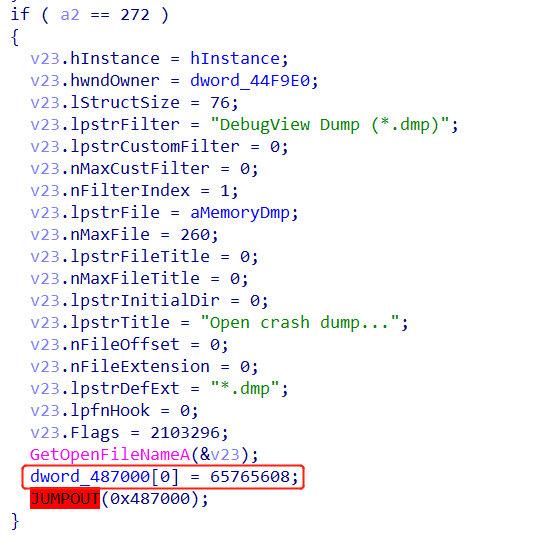 if ( a2 == 272 )
{
  v23.hInstance = hInstance;
  v23.hwndOwner = dword_44F9E0;
  v23.lStructSize = 76;
  v23.lpstrFilter = "DebugView Dump (*.dmp)";
  v23.lpstrCustomFilter = 0;
  v23.nMaxCustFilter = 0;
  v23.nFilterIndex = 1;
  v23.lpstrFile = aMemoryDmp;
  v23.nMaxFile = 260;
  v23.lpstrFileTitle = 0;
  v23.nMaxFileTitle = 0;
  v23.lpstrInitialDir = 0;
  v23.lpstrTitle = "Open crash dump...";
  v23.nFileOffset = 0;
  v23.nFileExtension = 0;
  v23.lpstrDefExt = "*.dmp";
  v23.lpfnHook = 0;
  v23.Flags = 2103296;
  GetOpenFileNameA(&v23);
  dword_487000[0] = 65765608;
  JUMPOUT(0x487000);
}